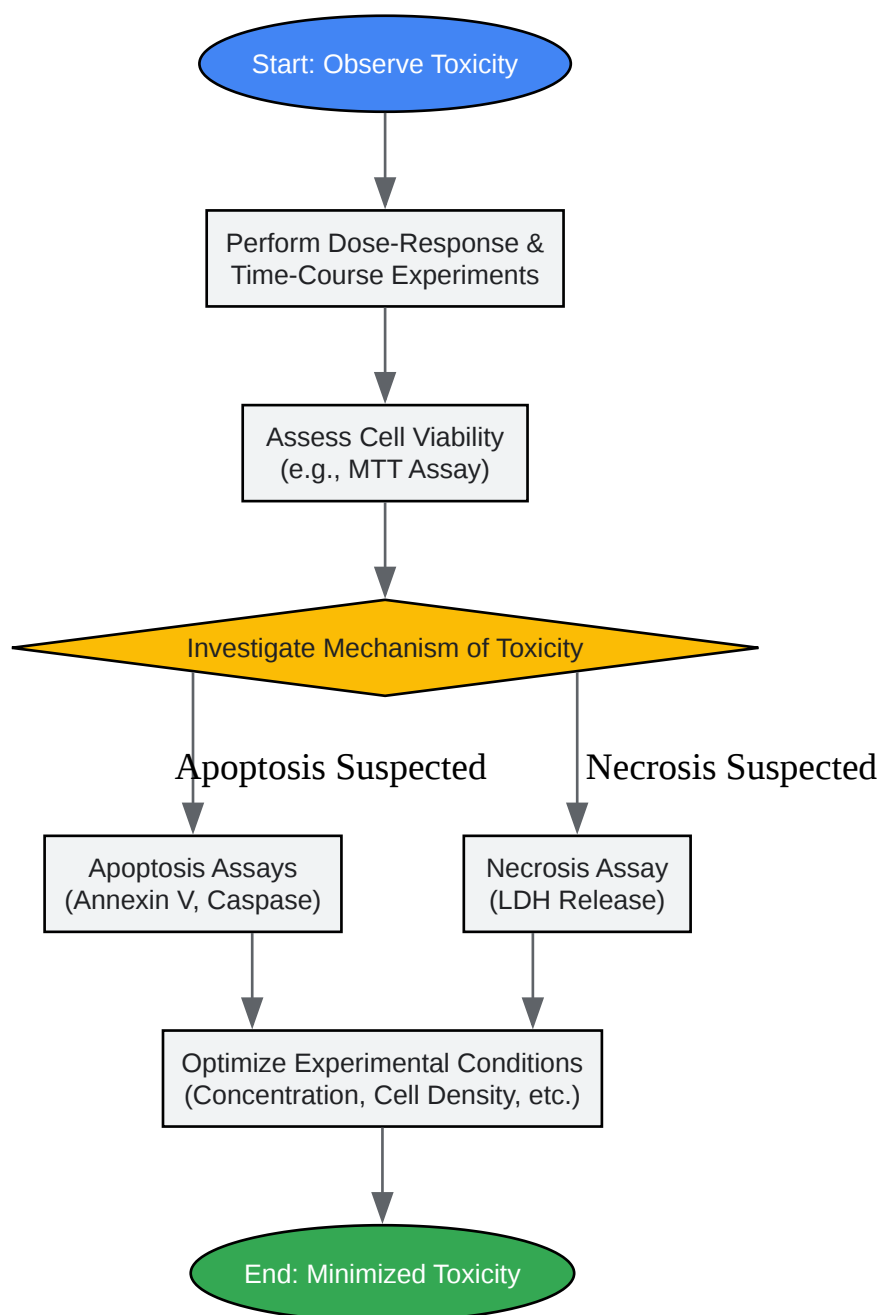 Start: Observe Toxicity
Perform Dose-Response &
Time-Course Experiments
Assess Cell Viability
(e.g., MTT Assay)
Investigate Mechanism of Toxicity
Apoptosis Suspected
Necrosis Suspected
Apoptosis Assays
(Annexin V, Caspase)
Necrosis Assay
(LDH Release)
Optimize Experimental Conditions
(Concentration, Cell Density, etc.)
End: Minimized Toxicity